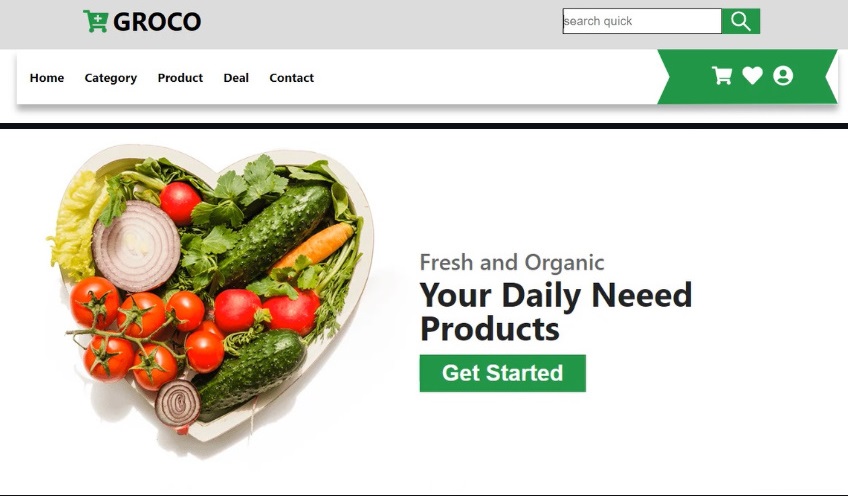 GROCO
search quick
Home Category Product Deal Contact
Fresh and Organic
Your Daily Neeed
Products
Get Started